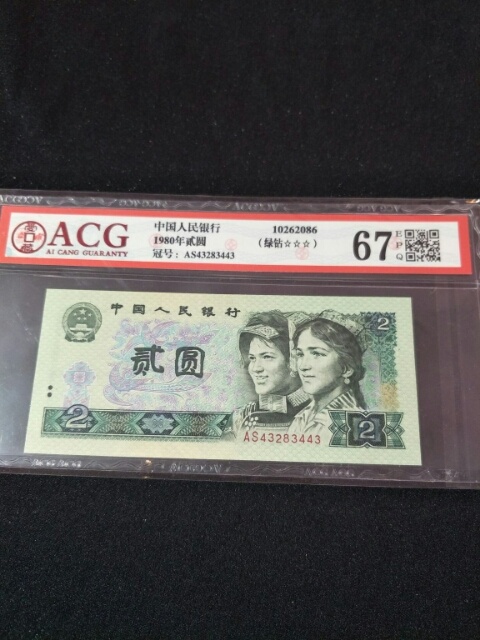 ACG
AI CANG GUARANTY
中国人民银行
1980年贰圆
冠号：AS43283443
10262086
（绿钻☆☆☆）
67
EPQ
中国人民银行
贰圆
2
2
2
AS43283443